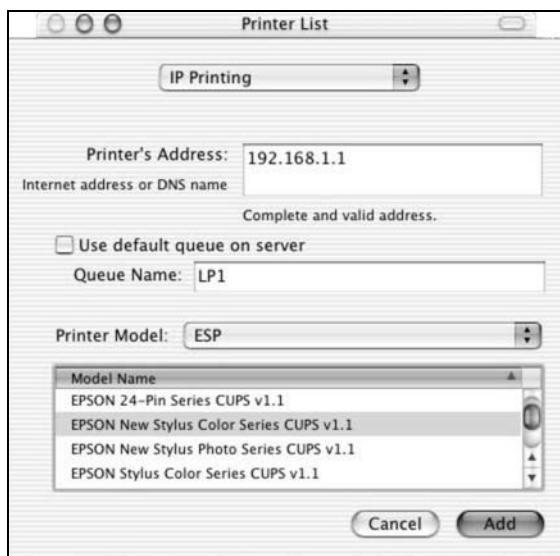 Printer List
IP Printing
Printer's Address: 192.168.1.1
Internet address or DNS name
Complete and valid address.
Use default queue on server
Queue Name: LP1
Printer Model: ESP
Model Name
EPSON 24-Pin Series CUPS v1.1
EPSON New Stylus Color Series CUPS v1.1
EPSON New Stylus Photo Series CUPS v1.1
EPSON Stylus Color Series CUPS v1.1
Cancel Add